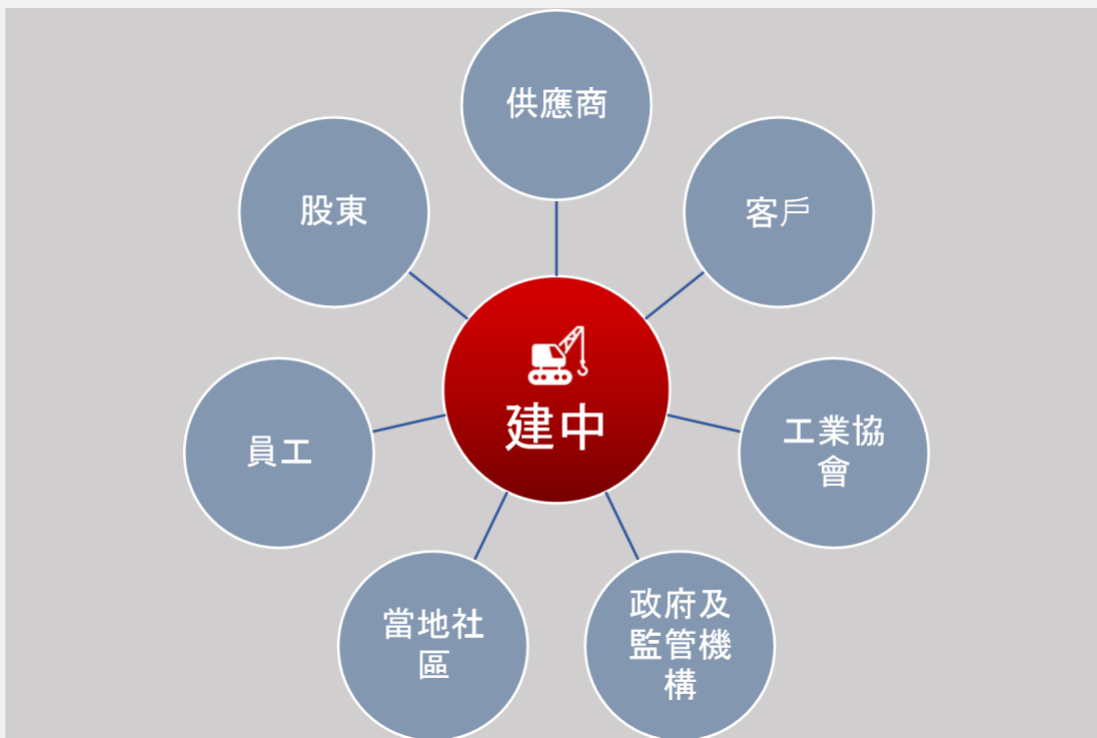 供應商
股東
客戶
建中
員工
工業協
會
當地社
區
政府及
監管機
構